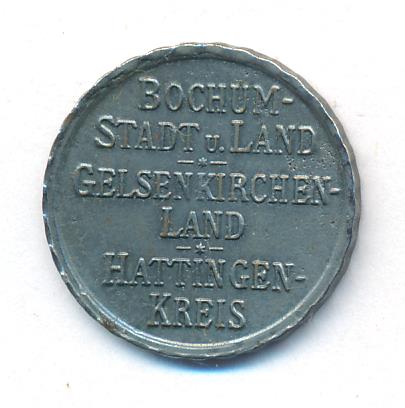 BOCHUM-
STADT U. LAND
GELSENKIRCHEN-
LAND
HATTINGEN-
KREIS